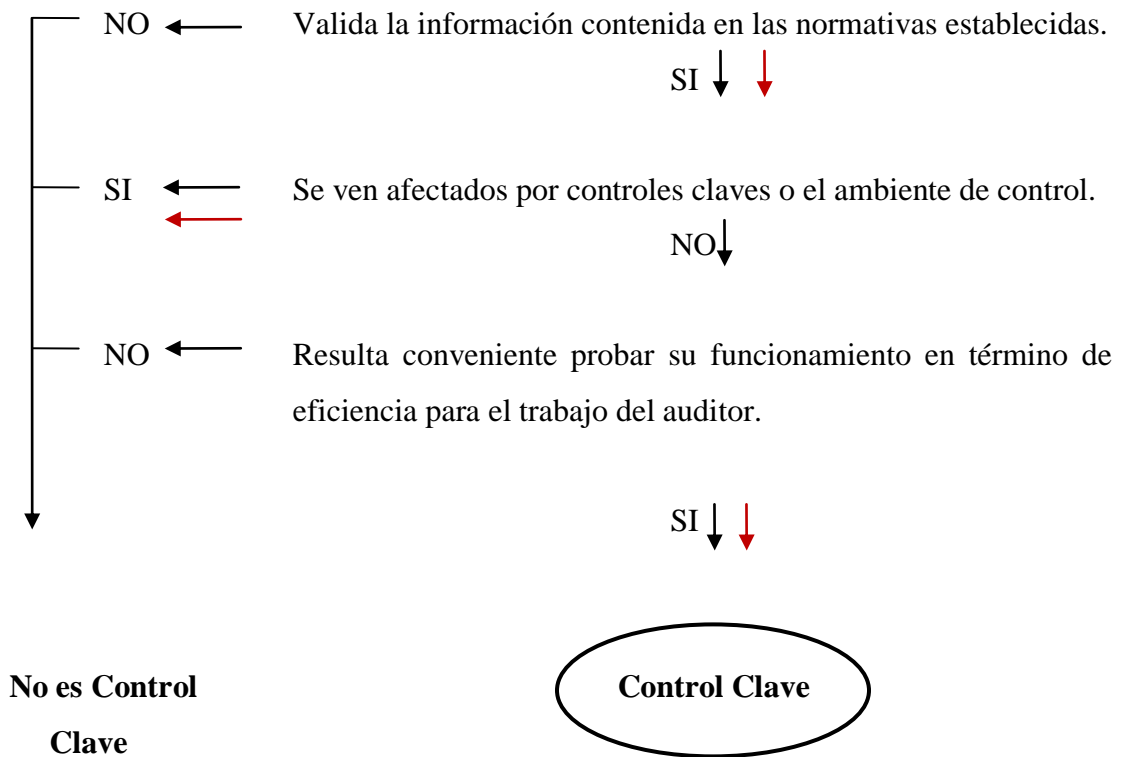 NO Valida la información contenida en las normativas establecidas.
SI
SI Se ven afectados por controles claves o el ambiente de control.
NO
NO Resulta conveniente probar su funcionamiento en término de
eficiencia para el trabajo del auditor.
SI
No es Control Control Clave
Clave